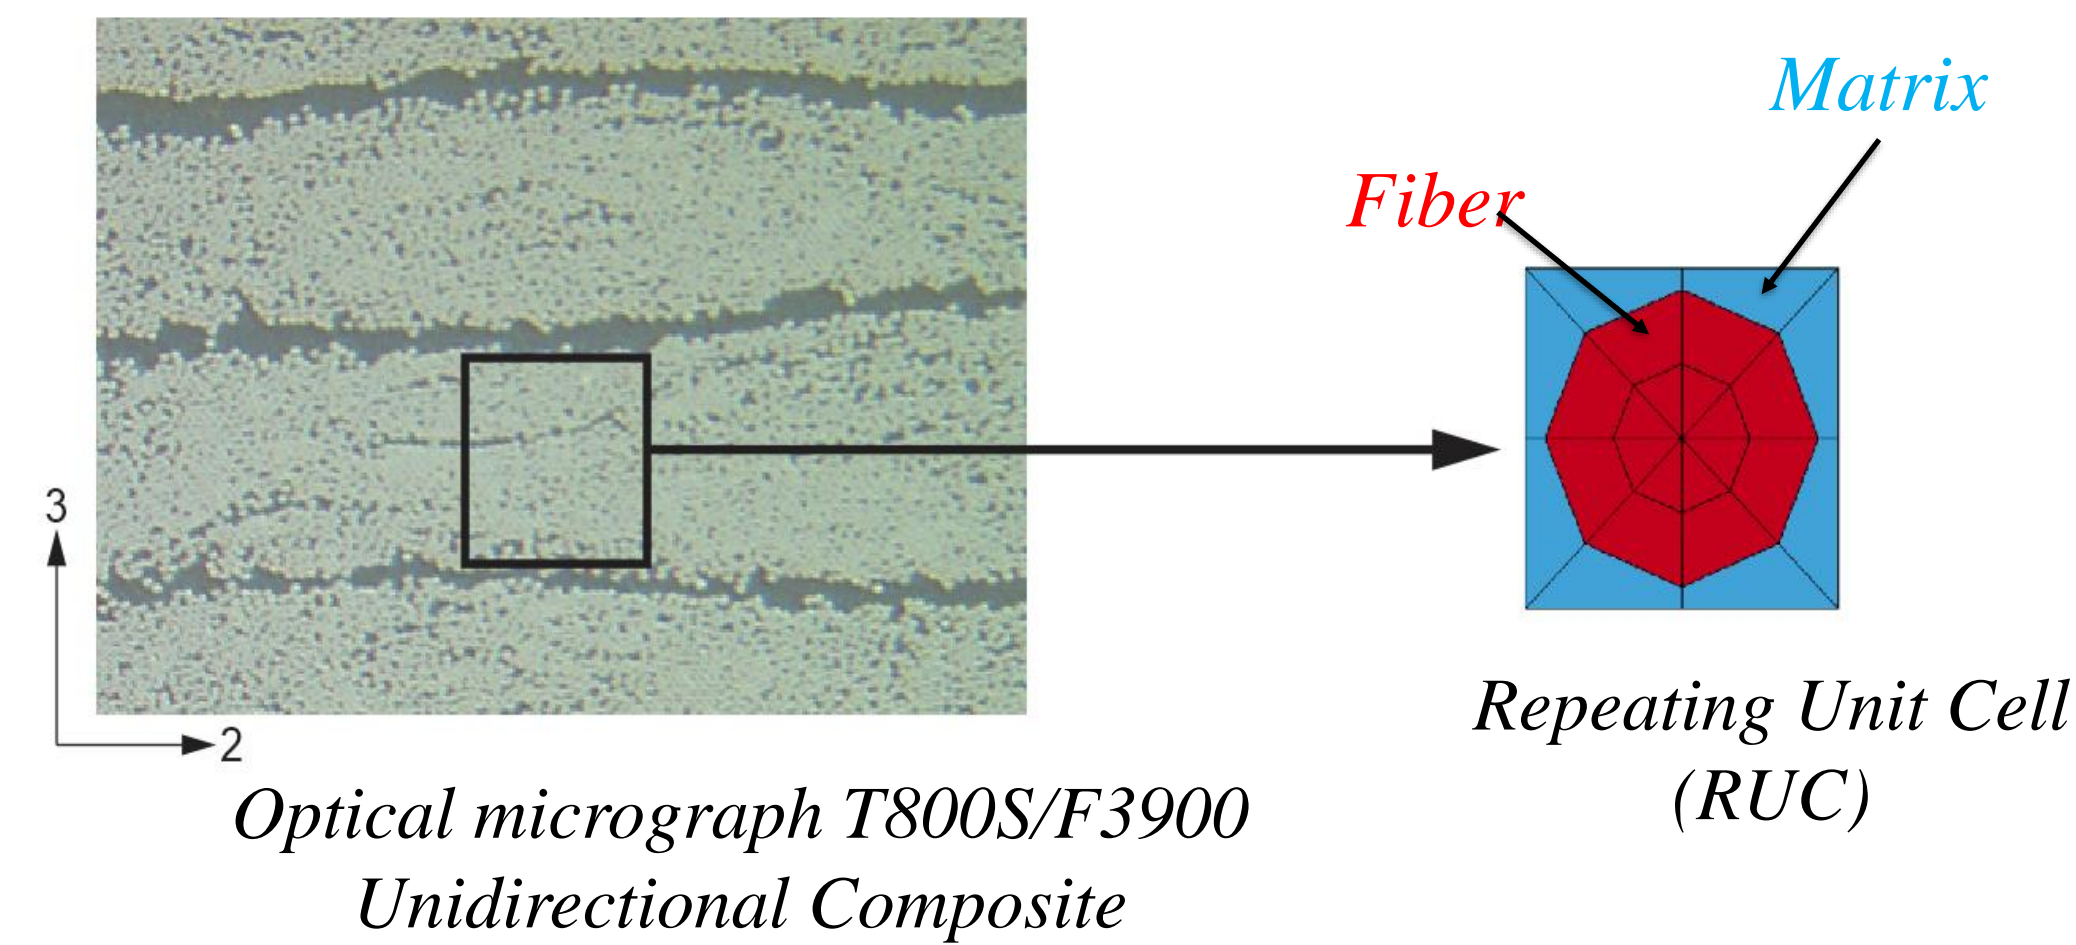 Matrix
Fiber
3
2
Repeating Unit Cell
(RUC)
Optical micrograph T800S/F3900
Unidirectional Composite